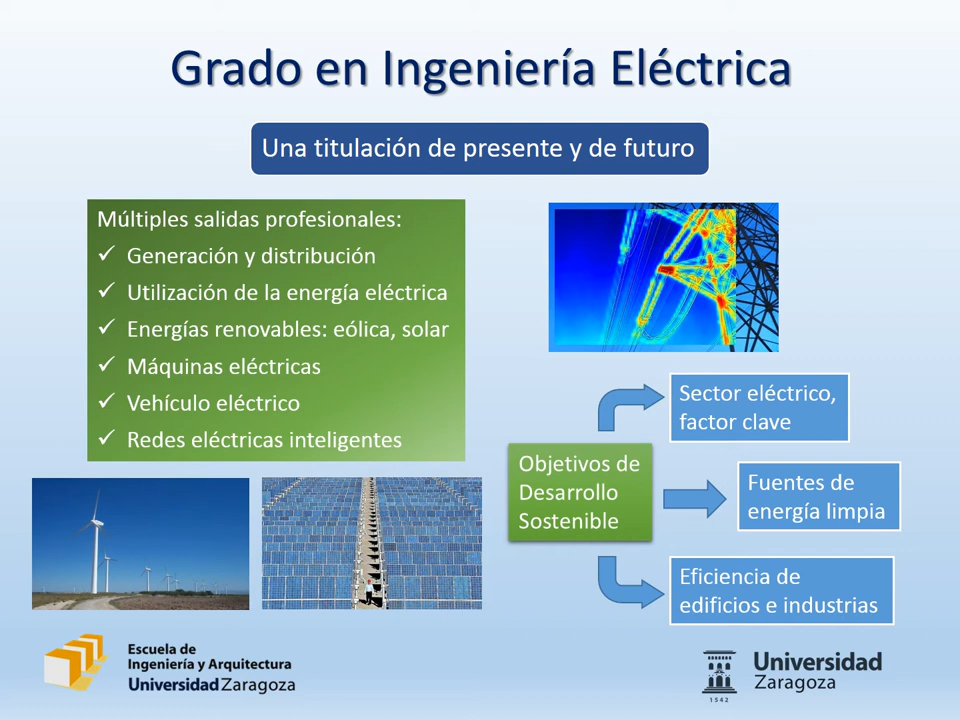 Grado en Ingeniería Eléctrica
Una titulación de presente y de futuro
Múltiples salidas profesionales:
✓ Generación y distribución
✓ Utilización de la energía eléctrica
✓ Energías renovables: eólica, solar
✓ Máquinas eléctricas
✓ Vehículo eléctrico
✓ Redes eléctricas inteligentes
Objetivos de
Desarrollo
Sostenible
Sector eléctrico,
factor clave
Fuentes de
energía limpia
Eficiencia de
edificios e industrias
Escuela de
Ingeniería y Arquitectura
Universidad Zaragoza
Universidad
Zaragoza
1542